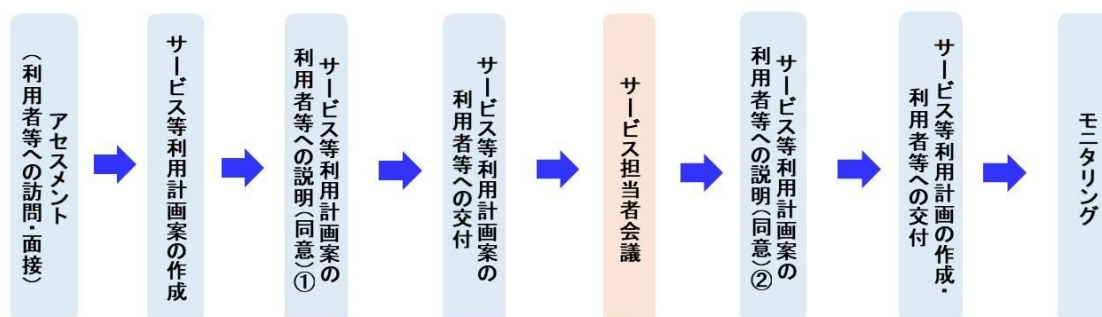 アセスメント
（利用者等への訪問・面接）
サービス等利用計画案の作成
サービス等利用計画案の
利用者等への説明（同意）①
サービス等利用計画案の
利用者等への交付
サービス担当者会議
サービス等利用計画案の
利用者等への説明（同意）②
サービス等利用計画の作成・
利用者等への交付
モニタリング